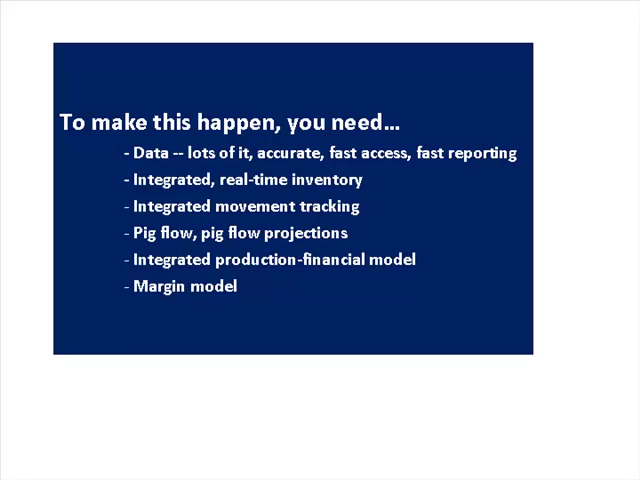 To make this happen, you need...
- Data -- lots of it, accurate, fast access, fast reporting
- Integrated, real-time inventory
- Integrated movement tracking
- Pig flow, pig flow projections
- Integrated production-financial model
- Margin model